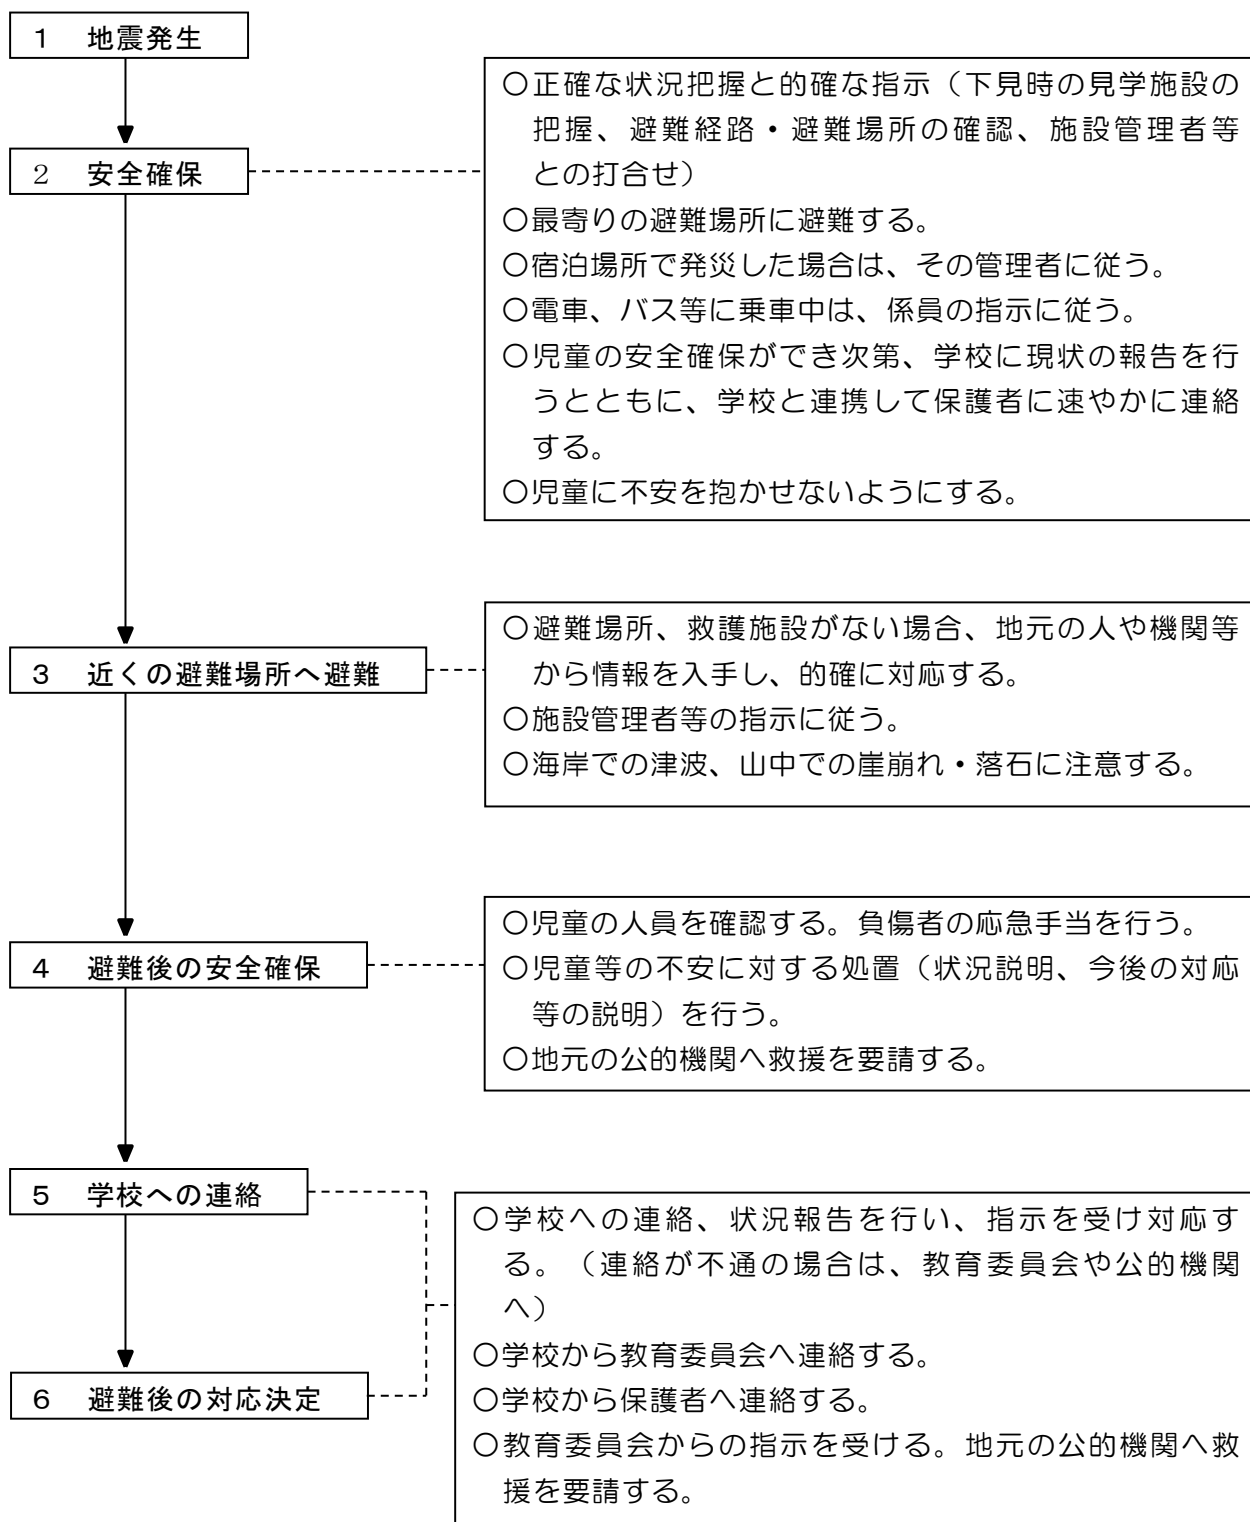 １　地震発生
２　安全確保
〇正確な状況把握と的確な指示（下見時の見学施設の
把握、避難経路・避難場所の確認、施設管理者等
との打合せ）
〇最寄りの避難場所に避難する。
〇宿泊場所で発災した場合は、その管理者に従う。
〇電車、バス等に乗車中は、係員の指示に従う。
〇児童の安全確保ができ次第、学校に現状の報告を行
うとともに、学校と連携して保護者に速やかに連絡
する。
〇児童に不安を抱かせないようにする。
３　近くの避難場所へ避難
〇避難場所、救護施設がない場合、地元の人や機関等
から情報を入手し、的確に対応する。
〇施設管理者等の指示に従う。
〇海岸での津波、山中での崖崩れ・落石に注意する。
４　避難後の安全確保
〇児童の人員を確認する。負傷者の応急手当を行う。
〇児童等の不安に対する処置（状況説明、今後の対応
等の説明）を行う。
〇地元の公的機関へ救援を要請する。
５　学校への連絡
６　避難後の対応決定
〇学校への連絡、状況報告を行い、指示を受け対応す
る。（連絡が不通の場合は、教育委員会や公的機関
へ）
〇学校から教育委員会へ連絡する。
〇学校から保護者へ連絡する。
〇教育委員会からの指示を受ける。地元の公的機関へ救
援を要請する。